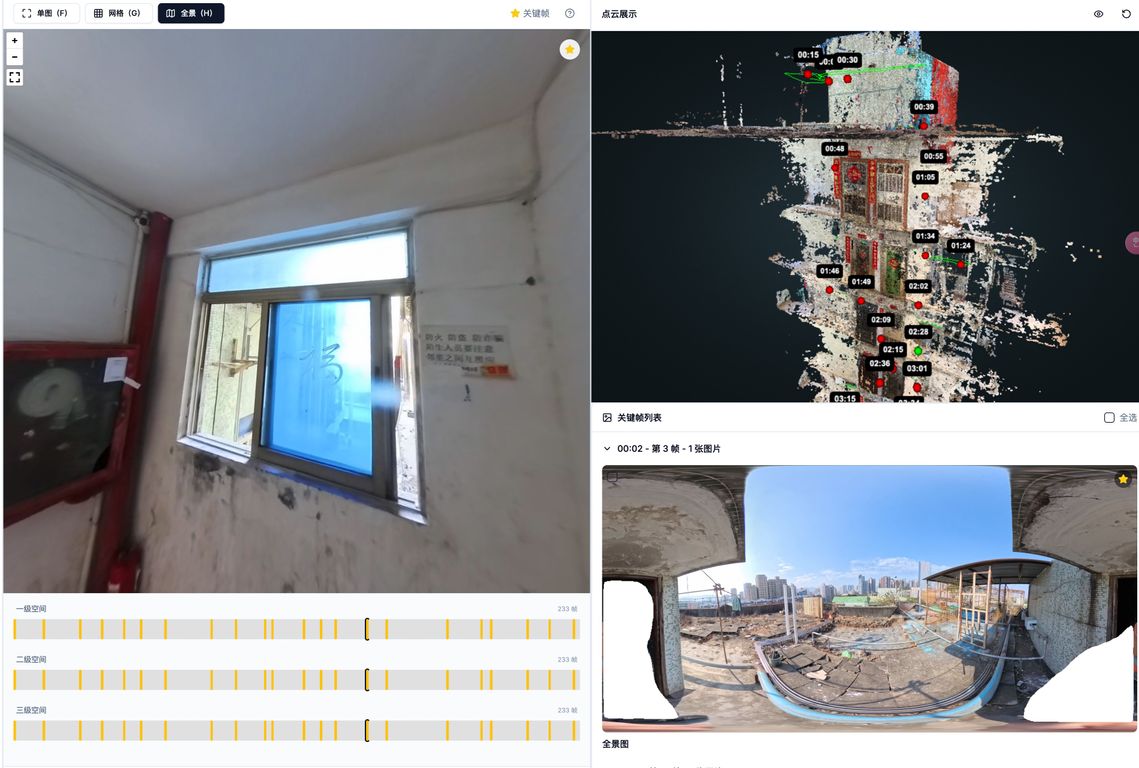 单图（F）
网格（G）
全景（H）
关键帧
+
−
福
防火 防盗 防诈骗
陌生人员要注意
邻里之间互照应
一级空间
233 帧
二级空间
233 帧
三级空间
233 帧
点云展示
00:15
00:30
00:39
00:48
00:55
01:05
01:34
01:24
01:46
01:49
02:02
02:09
02:28
02:15
02:36
03:01
03:15
关键帧列表
全选
00:02 - 第 3 帧 - 1 张图片
全景图